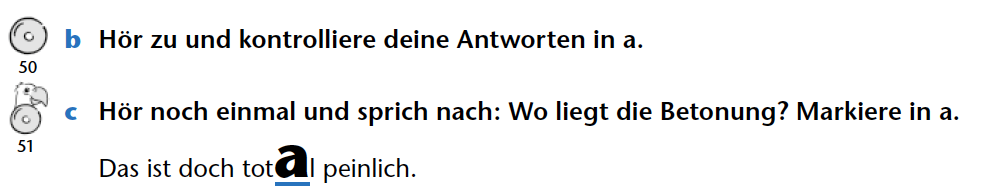 b Hör zu und kontrolliere deine Antworten in a.
50
c Hör noch einmal und sprich nach: Wo liegt die Betonung? Markiere in a.
51
Das ist doch total peinlich.